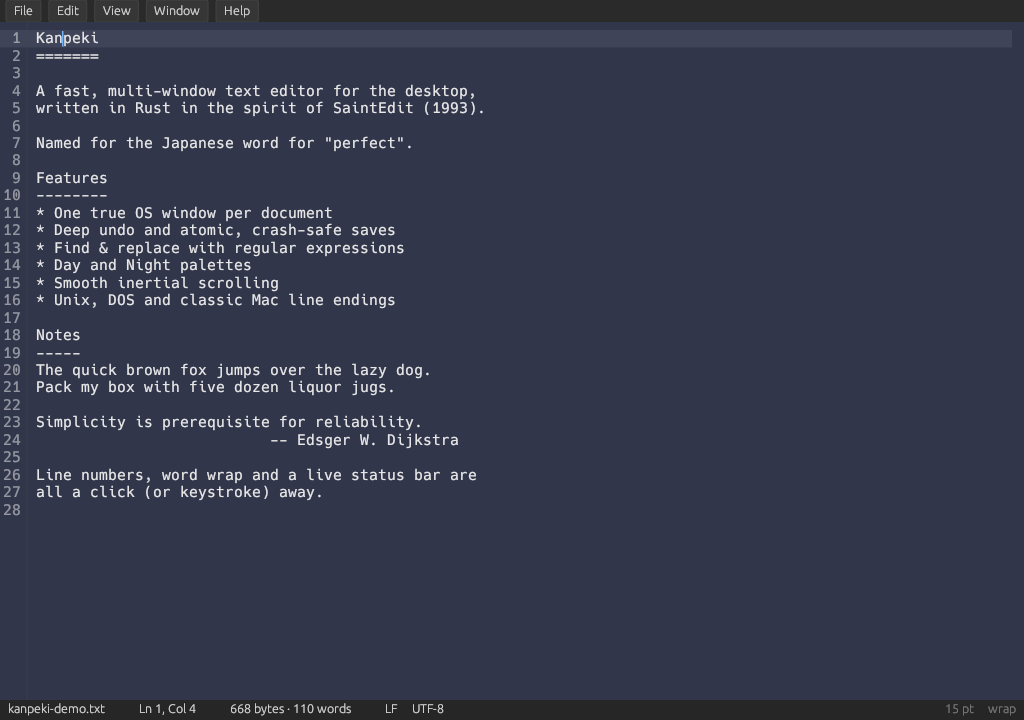 File Edit View Window Help
1 Kanpeki
2 =======
3
4 A fast, multi-window text editor for the desktop,
5 written in Rust in the spirit of SaintEdit (1993).
6
7 Named for the Japanese word for "perfect".
8
9 Features
10 --------
11 * One true OS window per document
12 * Deep undo and atomic, crash-safe saves
13 * Find & replace with regular expressions
14 * Day and Night palettes
15 * Smooth inertial scrolling
16 * Unix, DOS and classic Mac line endings
17
18 Notes
19 -----
20 The quick brown fox jumps over the lazy dog.
21 Pack my box with five dozen liquor jugs.
22
23 Simplicity is prerequisite for reliability.
24                           -- Edsger W. Dijkstra
25
26 Line numbers, word wrap and a live status bar are
27 all a click (or keystroke) away.
28
kanpeki-demo.txt Ln 1, Col 4 668 bytes · 110 words LF UTF-8 15 pt wrap